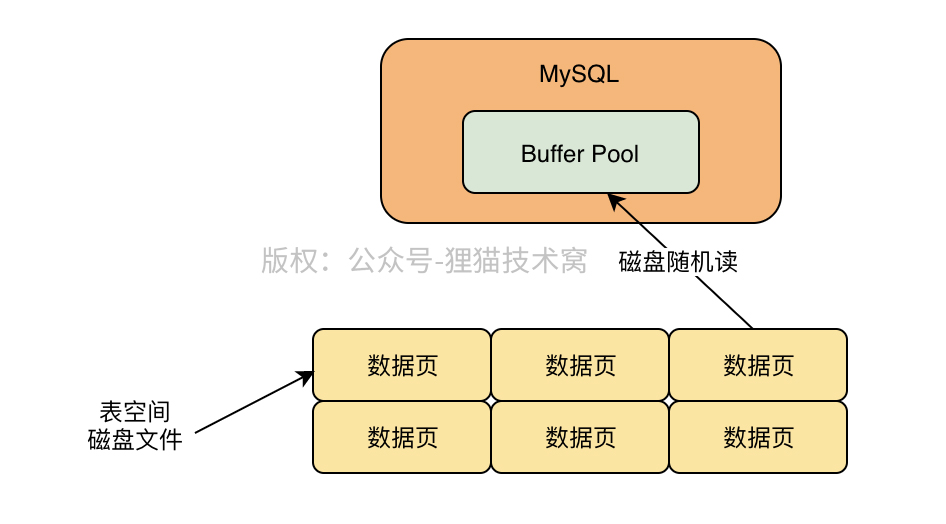 MySQL
Buffer Pool
版权：公众号-狸猫技术窝
磁盘随机读
数据页 数据页 数据页
表空间
磁盘文件
数据页 数据页 数据页